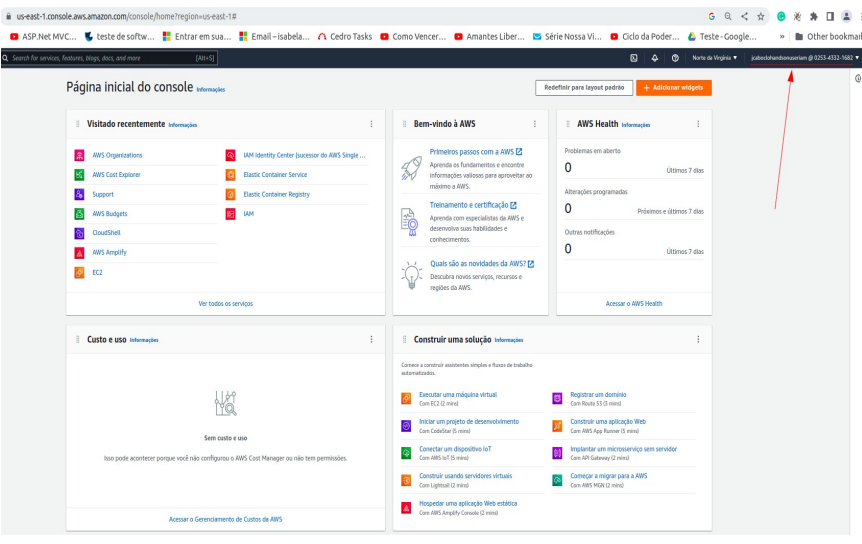 us-east-1.console.aws.amazon.com/console/home?region=us-east-1#
ASP.Net MVC... teste de softw... Entrar em sua... Email – isabela... Cedro Tasks Como Vencer... Amantes Liber... Série Nossa Vi... Ciclo da Poder... Teste - Google... » Other bookmar
Search for services, features, blogs, docs, and more [Alt+S] Norte da Virgínia jcaboclohandsonuseriam @ 0253-4332-1682
Página inicial do console Informações
Redefinir para layout padrão + Adicionar widgets
Visitado recentemente Informações
AWS Organizations
AWS Cost Explorer
Support
AWS Budgets
CloudShell
AWS Amplify
EC2
IAM Identity Center (sucessor do AWS Single ...
Elastic Container Service
Elastic Container Registry
IAM
Ver todos os serviços
Bem-vindo à AWS
Primeiros passos com a AWS
Aprenda os fundamentos e encontre
informações valiosas para aproveitar ao
máximo a AWS.
Treinamento e certificação
Aprenda com especialistas da AWS e
desenvolva suas habilidades e
conhecimentos.
Quais são as novidades da AWS?
Descubra novos serviços, recursos e
regiões da AWS.
AWS Health Informações
Problemas em aberto
0 Últimos 7 dias
Alterações programadas
0 Próximos e últimos 7 dias
Outras notificações
0 Últimos 7 dias
Acessar o AWS Health
Custo e uso Informações
Sem custo e uso
Isso pode acontecer porque você não configurou o AWS Cost Manager ou não tem permissões.
Acessar o Gerenciamento de Custos da AWS
Construir uma solução Informações
Comece a construir assistentes simples e fluxos de trabalho
automatizados.
Executar uma máquina virtual
Com EC2 (2 mins)
Iniciar um projeto de desenvolvimento
Com CodeStar (5 mins)
Conectar um dispositivo IoT
Com AWS IoT (5 mins)
Construir usando servidores virtuais
Com Lightsail (2 mins)
Hospedar uma aplicação Web estática
Com AWS Amplify Console (2 mins)
Registrar um domínio
Com Route 53 (3 mins)
Construir uma aplicação Web
Com AWS App Runner (5 mins)
Implantar um microsserviço sem servidor
Com API Gateway (2 mins)
Começar a migrar para a AWS
Com AWS MGN (2 mins)